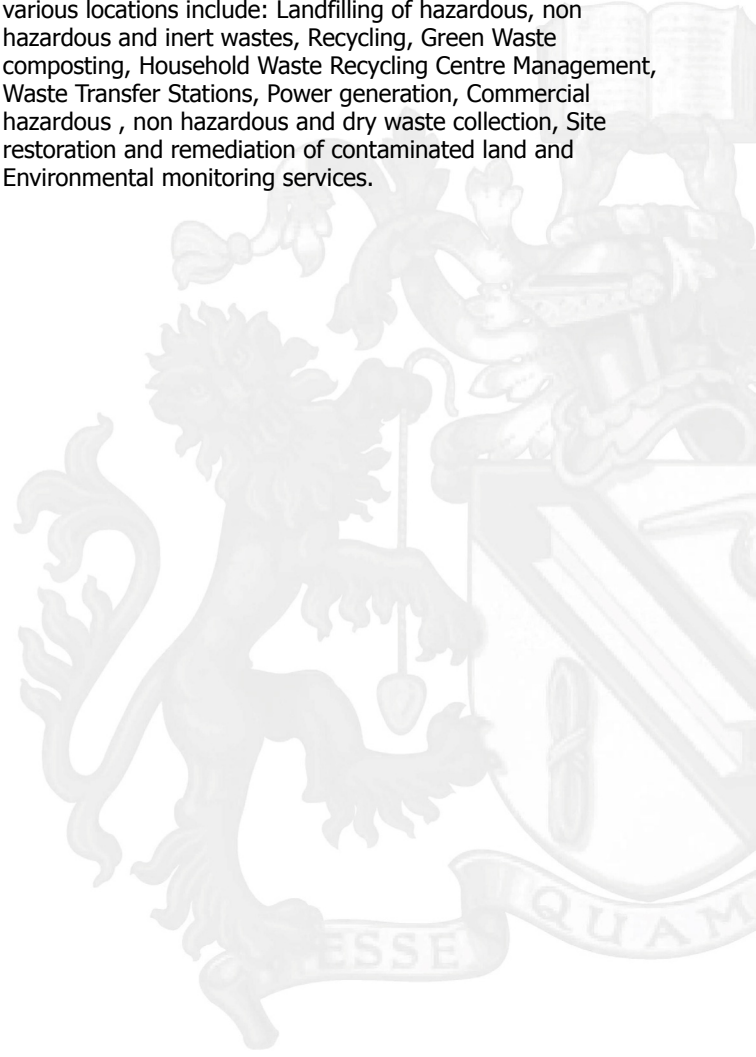 various locations include: Landfilling of hazardous, non
hazardous and inert wastes, Recycling, Green Waste
composting, Household Waste Recycling Centre Management,
Waste Transfer Stations, Power generation, Commercial
hazardous , non hazardous and dry waste collection, Site
restoration and remediation of contaminated land and
Environmental monitoring services.
ESSE QUAM